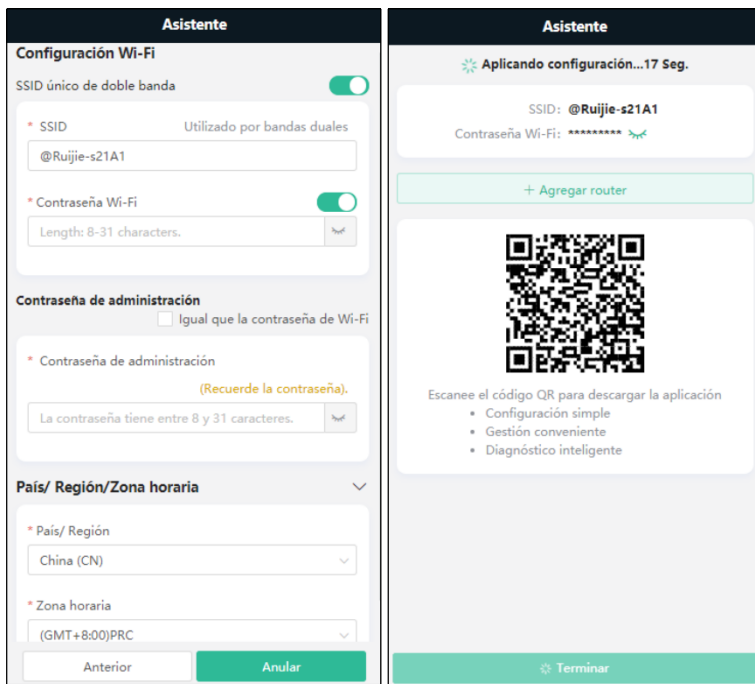 Asistente
Configuración Wi-Fi
SSID único de doble banda
* SSID Utilizado por bandas duales
@Ruijie-s21A1
* Contraseña Wi-Fi
Length: 8-31 characters.
Contraseña de administración
Igual que la contraseña de Wi-Fi
* Contraseña de administración
(Recuerde la contraseña).
La contraseña tiene entre 8 y 31 caracteres.
País/ Región/Zona horaria
* País/ Región
China (CN)
* Zona horaria
(GMT+8:00)PRC
Anterior Anular
Asistente
Aplicando configuración...17 Seg.
SSID: @Ruijie-s21A1
Contraseña Wi-Fi: *********
+ Agregar router
Escanee el código QR para descargar la aplicación
• Configuración simple
• Gestión conveniente
• Diagnóstico inteligente
Terminar